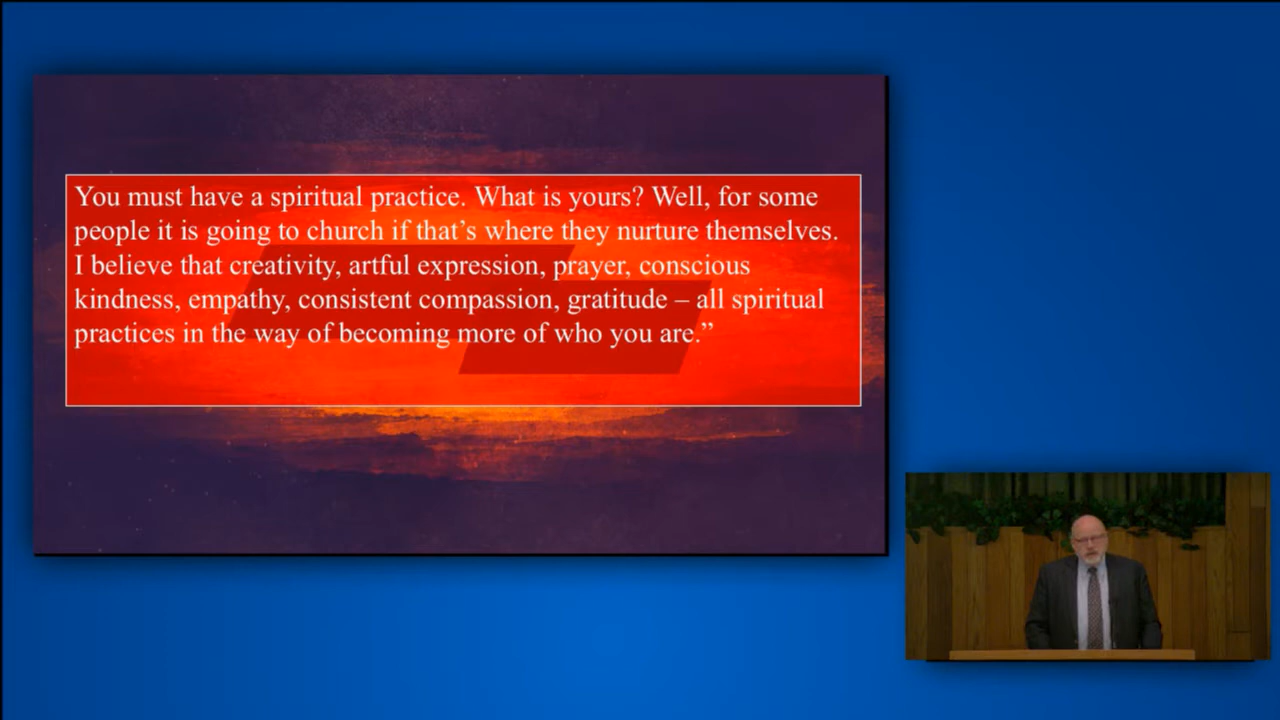 You must have a spiritual practice. What is yours? Well, for some
people it is going to church if that’s where they nurture themselves.
I believe that creativity, artful expression, prayer, conscious
kindness, empathy, consistent compassion, gratitude – all spiritual
practices in the way of becoming more of who you are.”